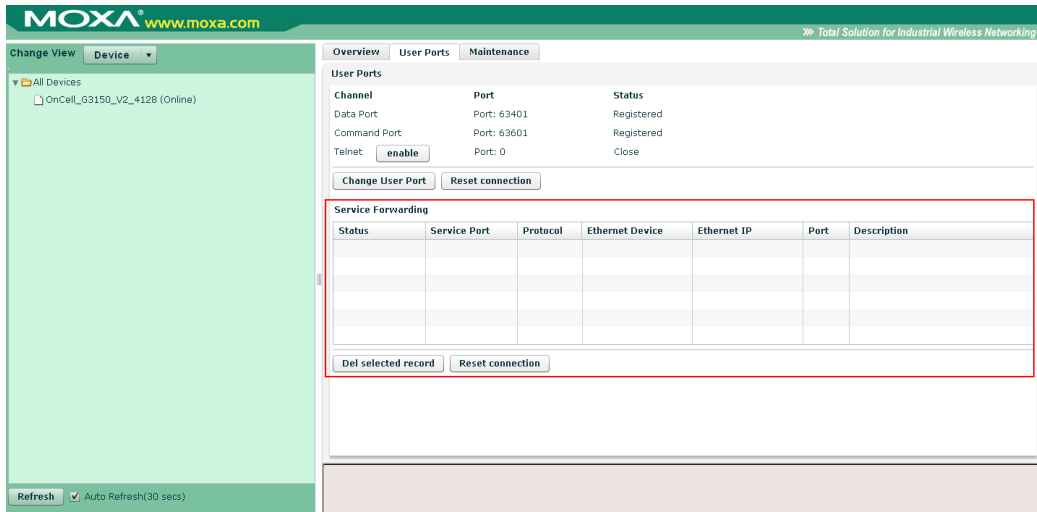 MOXA® www.moxa.com
>>> Total Solution for Industrial Wireless Networking
Change View Device
All Devices
OnCell_G3150_V2_4128 (Online)
Refresh Auto Refresh(30 secs)
Overview User Ports Maintenance
User Ports
Channel Port Status
Data Port Port: 63401 Registered
Command Port Port: 63601 Registered
Telnet enable Port: 0 Close
Change User Port Reset connection
Service Forwarding
Status Service Port Protocol Ethernet Device Ethernet IP Port Description
Del selected record Reset connection